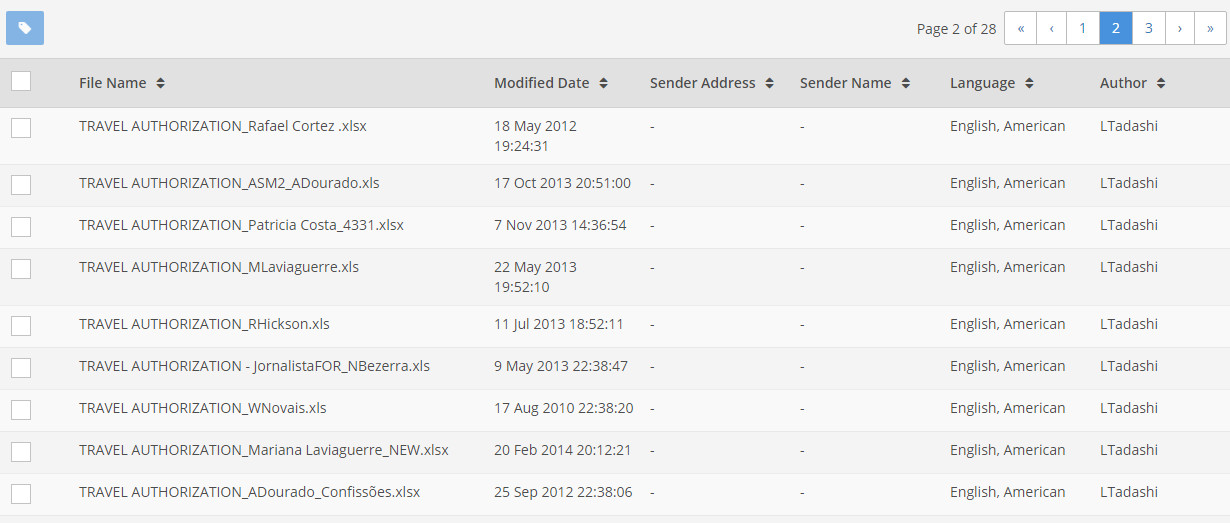 Page 2 of 28 « ‹ 1 2 3 › »
File Name Modified Date Sender Address Sender Name Language Author
TRAVEL AUTHORIZATION_Rafael Cortez .xlsx 18 May 2012 - - English, American LTadashi
19:24:31
TRAVEL AUTHORIZATION_ASM2_ADourado.xls 17 Oct 2013 20:51:00 - - English, American LTadashi
TRAVEL AUTHORIZATION_Patricia Costa_4331.xlsx 7 Nov 2013 14:36:54 - - English, American LTadashi
TRAVEL AUTHORIZATION_MLaviaguerre.xls 22 May 2013 - - English, American LTadashi
19:52:10
TRAVEL AUTHORIZATION_RHickson.xls 11 Jul 2013 18:52:11 - - English, American LTadashi
TRAVEL AUTHORIZATION - JornalistaFOR_NBezerra.xls 9 May 2013 22:38:47 - - English, American LTadashi
TRAVEL AUTHORIZATION_WNovais.xls 17 Aug 2010 22:38:20 - - English, American LTadashi
TRAVEL AUTHORIZATION_Mariana Laviaguerre_NEW.xlsx 20 Feb 2014 20:12:21 - - English, American LTadashi
TRAVEL AUTHORIZATION_ADourado_Confissões.xlsx 25 Sep 2012 22:38:06 - - English, American LTadashi